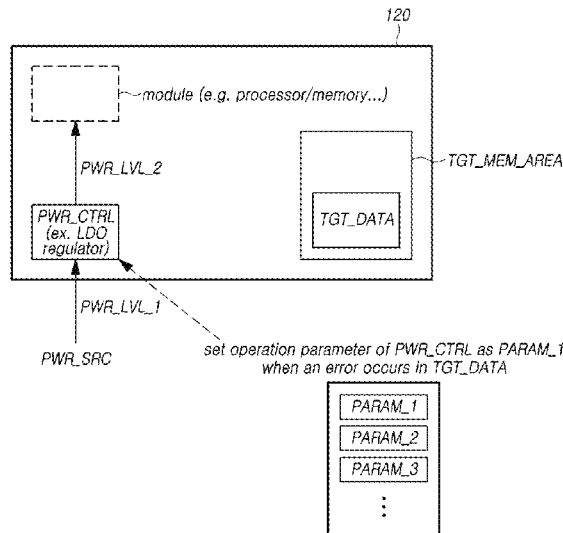 120
module (e.g. processor/memory...)
PWR_LVL_2
TGT_MEM_AREA
PWR_CTRL
(ex. LDO
regulator)
TGT_DATA
PWR_LVL_1
PWR_SRC
set operation parameter of PWR_CTRL as PARAM_1
when an error occurs in TGT_DATA
PARAM_1
PARAM_2
PARAM_3